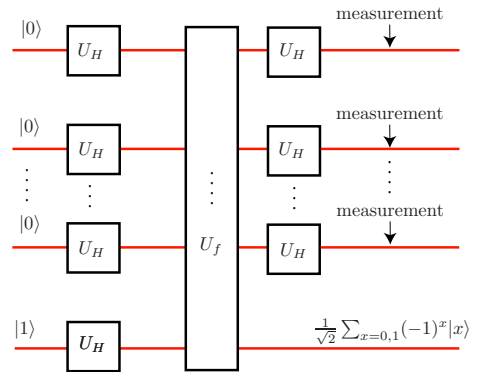 measurement
|0⟩ U_H U_H
measurement
|0⟩ U_H U_H
measurement
|0⟩ U_H U_f U_H
|1⟩ U_H \frac{1}{\sqrt{2}} \sum_{x=0,1} (-1)^x |x⟩